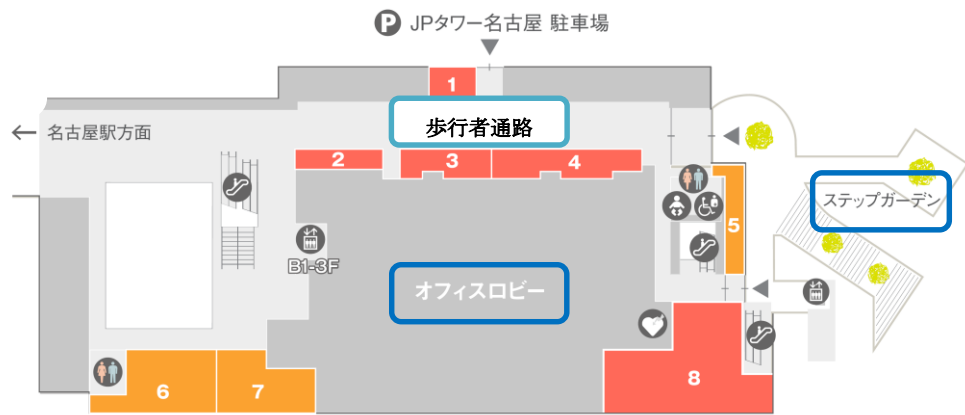 P JPタワー名古屋 駐車場
1
← 名古屋駅方面
歩行者通路
2
3
4
5
ステップガーデン
B1-3F
オフィスロビー
6
7
8